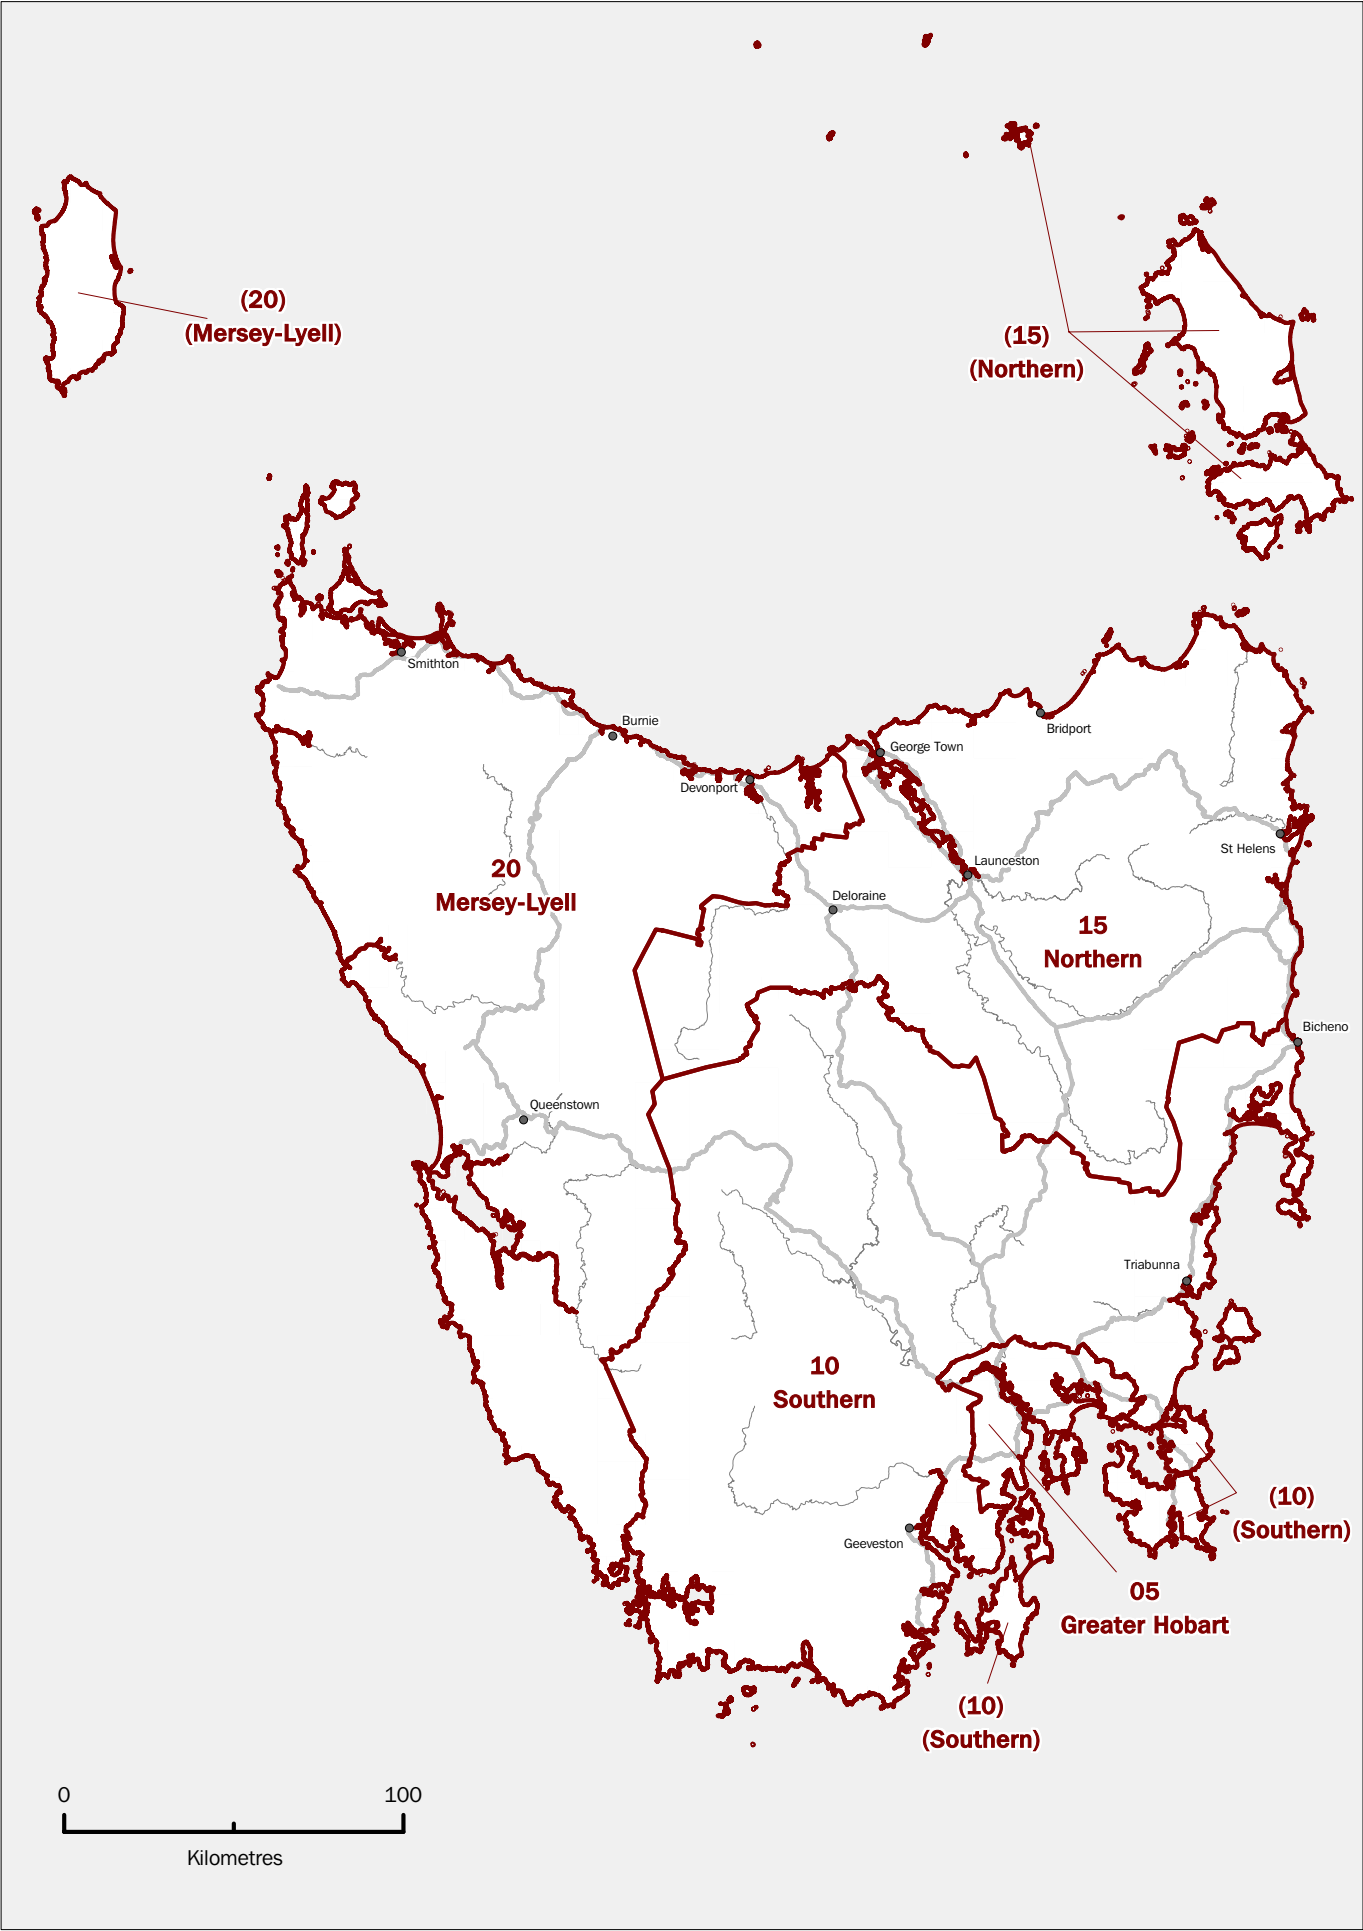 (20)
(Mersey-Lyell)
(15)
(Northern)
Smithton
Burnie
Bridport
George Town
Devonport
St Helens
Launceston
20
Mersey-Lyell
Deloraine
15
Northern
Bicheno
Queenstown
Triabunna
10
Southern
(10)
(Southern)
Geeveston
05
Greater Hobart
(10)
(Southern)
0 100
Kilometres